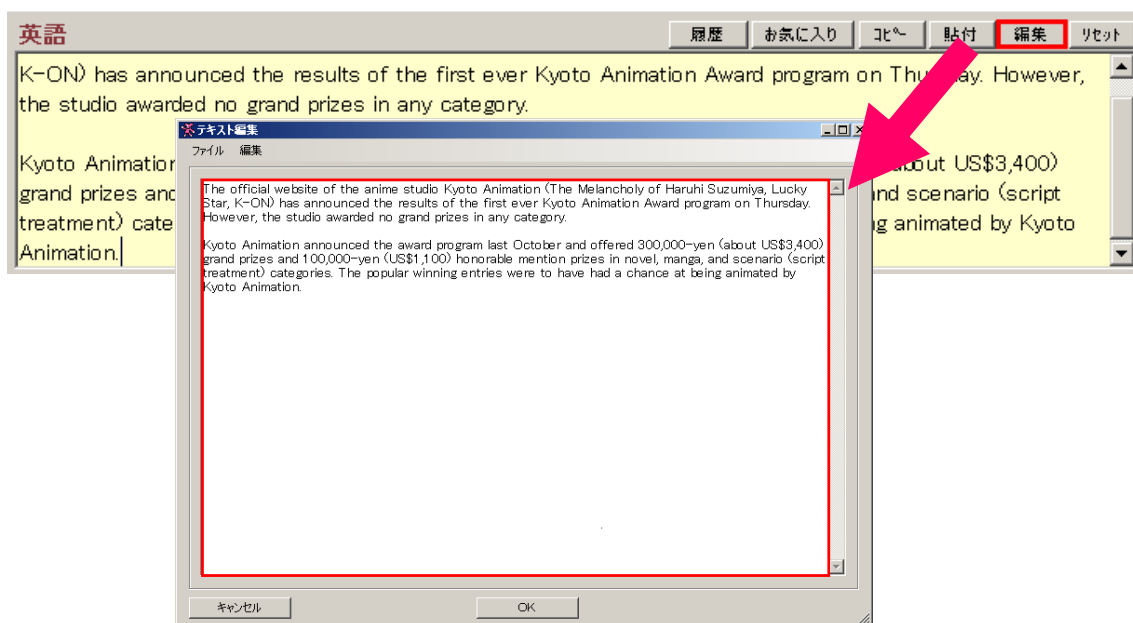 英語
履歴 お気に入り コピー 貼付 編集 リセット
K-ON) has announced the results of the first ever Kyoto Animation Award program on Thu day. However,
the studio awarded no grand prizes in any category.
Kyoto Animation out US$3,400)
grand prizes and nd scenario (script
treatment) cate g animated by Kyoto
Animation.
テキスト編集
ファイル 編集
The official website of the anime studio Kyoto Animation (The Melancholy of Haruhi Suzumiya, Lucky
Star, K-ON) has announced the results of the first ever Kyoto Animation Award program on Thursday.
However, the studio awarded no grand prizes in any category.
Kyoto Animation announced the award program last October and offered 300,000-yen (about US$3,400)
grand prizes and 100,000-yen (US$1,100) honorable mention prizes in novel, manga, and scenario (script
treatment) categories. The popular winning entries were to have had a chance at being animated by
Kyoto Animation.
キャンセル OK